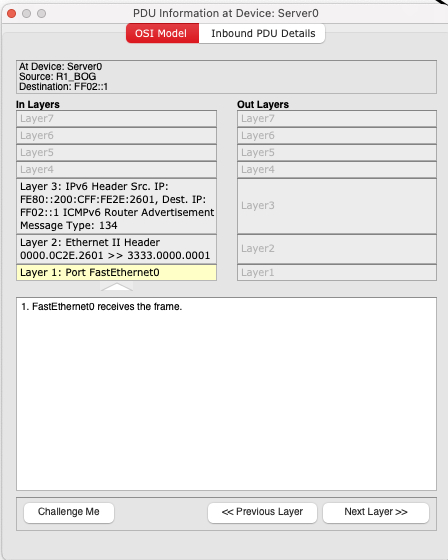 PDU Information at Device: Server0
OSI Model
Inbound PDU Details
At Device: Server0
Source: R1_BOG
Destination: FF02::1
In Layers
Layer7
Layer6
Layer5
Layer4
Layer 3: IPv6 Header Src. IP:
FE80::200:CFF:FE2E:2601, Dest. IP:
FF02::1 ICMPv6 Router Advertisement
Message Type: 134
Layer 2: Ethernet II Header
0000.0C2E.2601 >> 3333.0000.0001
Layer 1: Port FastEthernet0
Out Layers
Layer7
Layer6
Layer5
Layer4
Layer3
Layer2
Layer1
1. FastEthernet0 receives the frame.
Challenge Me
<< Previous Layer
Next Layer >>